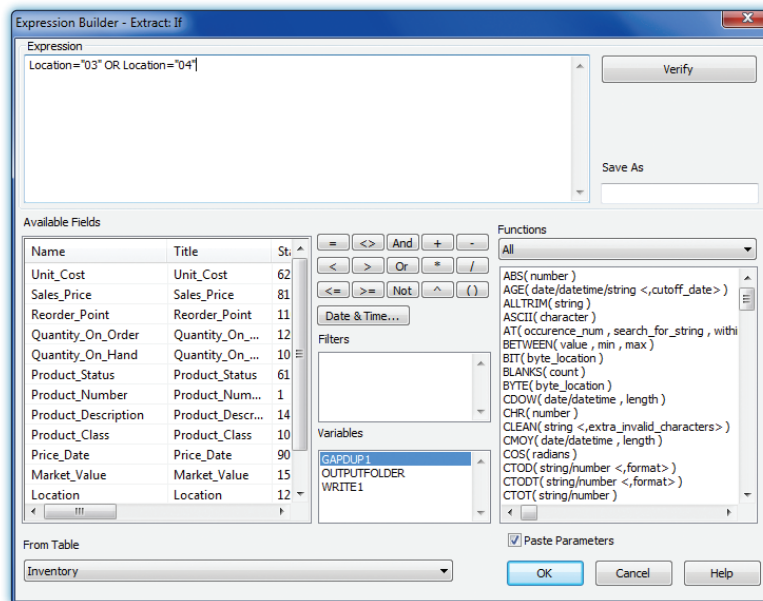 Expression Builder - Extract: If
Expression
Location="03" OR Location="04"
Verify
Save As
Available Fields
Name Title Sta
Unit_Cost Unit_Cost 62
Sales_Price Sales_Price 81
Reorder_Point Reorder_Point 11
Quantity_On_Order Quantity_On_... 12
Quantity_On_Hand Quantity_On_... 10
Product_Status Product_Status 61
Product_Number Product_Num... 1
Product_Description Product_Descr... 14
Product_Class Product_Class 10
Price_Date Price_Date 90
Market_Value Market_Value 15
Location Location 12
= <> And + -
< > Or * /
<= >= Not ^ ( )
Date & Time...
Filters
Variables
GAPDUP1
OUTPUTFOLDER
WRITE1
Functions
All
ABS( number )
AGE( date/datetime/string <,cutoff_date> )
ALLTRIM( string )
ASCII( character )
AT( occurence_num , search_for_string , withi
BETWEEN( value , min , max )
BIT( byte_location )
BLANKS( count )
BYTE( byte_location )
CDOW( date/datetime , length )
CHR( number )
CLEAN( string <,extra_invalid_characters> )
CMOY( date/datetime , length )
COS( radians )
CTOD( string/number <,format> )
CTODT( string/number <,format> )
CTOT( string/number )
From Table
Inventory
Paste Parameters
OK Cancel Help